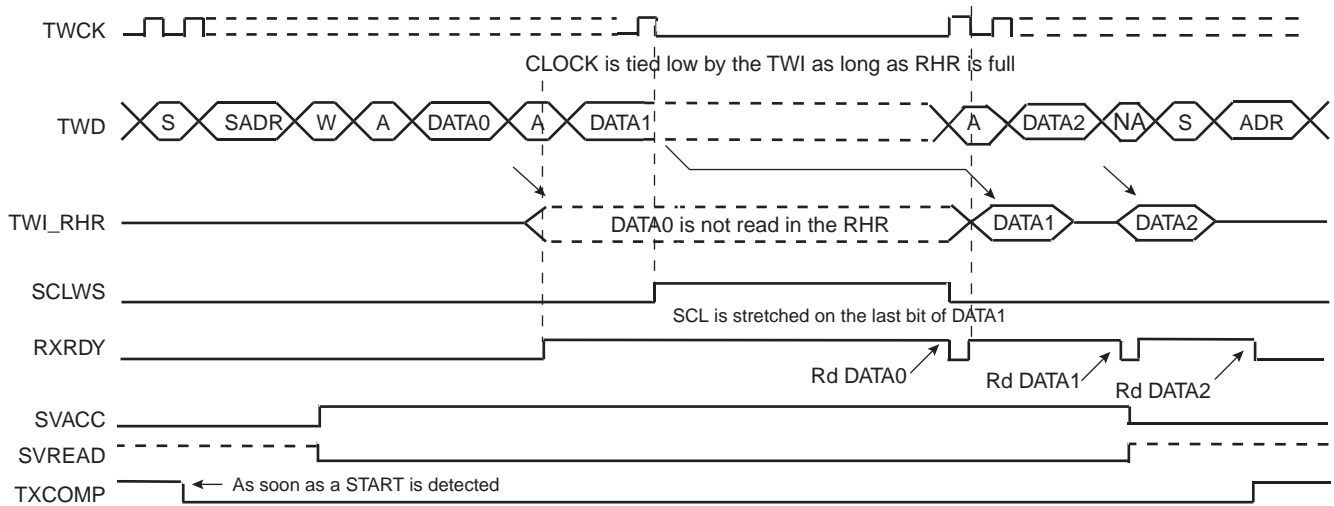 TWCK
CLOCK is tied low by the TWI as long as RHR is full
TWD S SADR W A DATA0 A DATA1 A DATA2 NA S ADR
TWI_RHR DATA0 is not read in the RHR DATA1 DATA2
SCLWS
SCL is stretched on the last bit of DATA1
RXRDY
Rd DATA0 Rd DATA1 Rd DATA2
SVACC
SVREAD
TXCOMP As soon as a START is detected